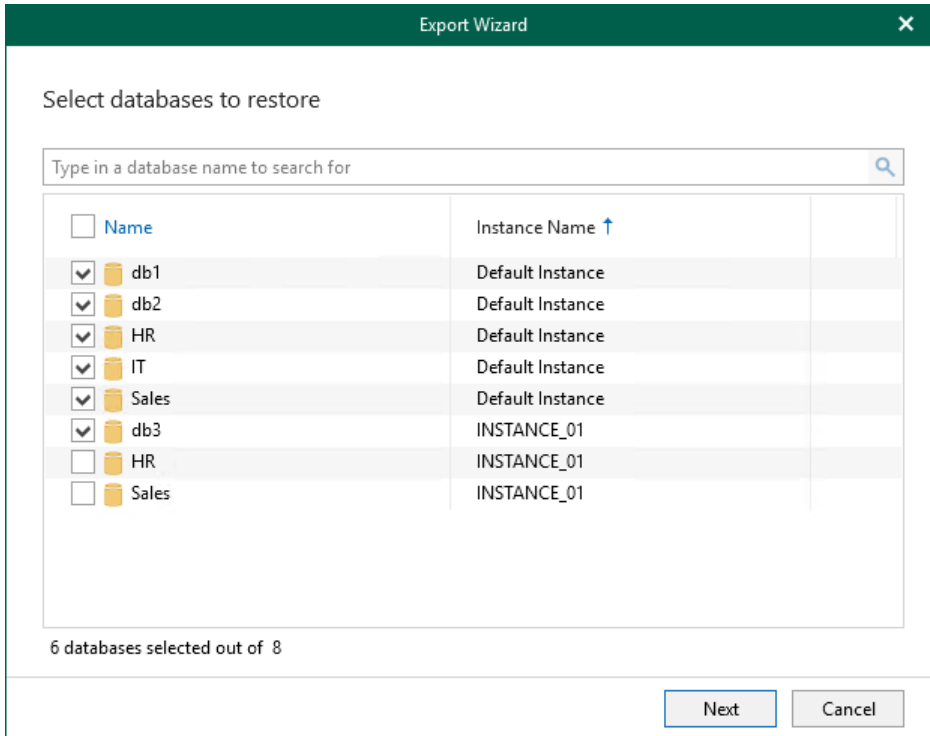 Export Wizard
Select databases to restore
Type in a database name to search for
Name Instance Name ↑
db1 Default Instance
db2 Default Instance
HR Default Instance
IT Default Instance
Sales Default Instance
db3 INSTANCE_01
HR INSTANCE_01
Sales INSTANCE_01
6 databases selected out of 8
Next Cancel